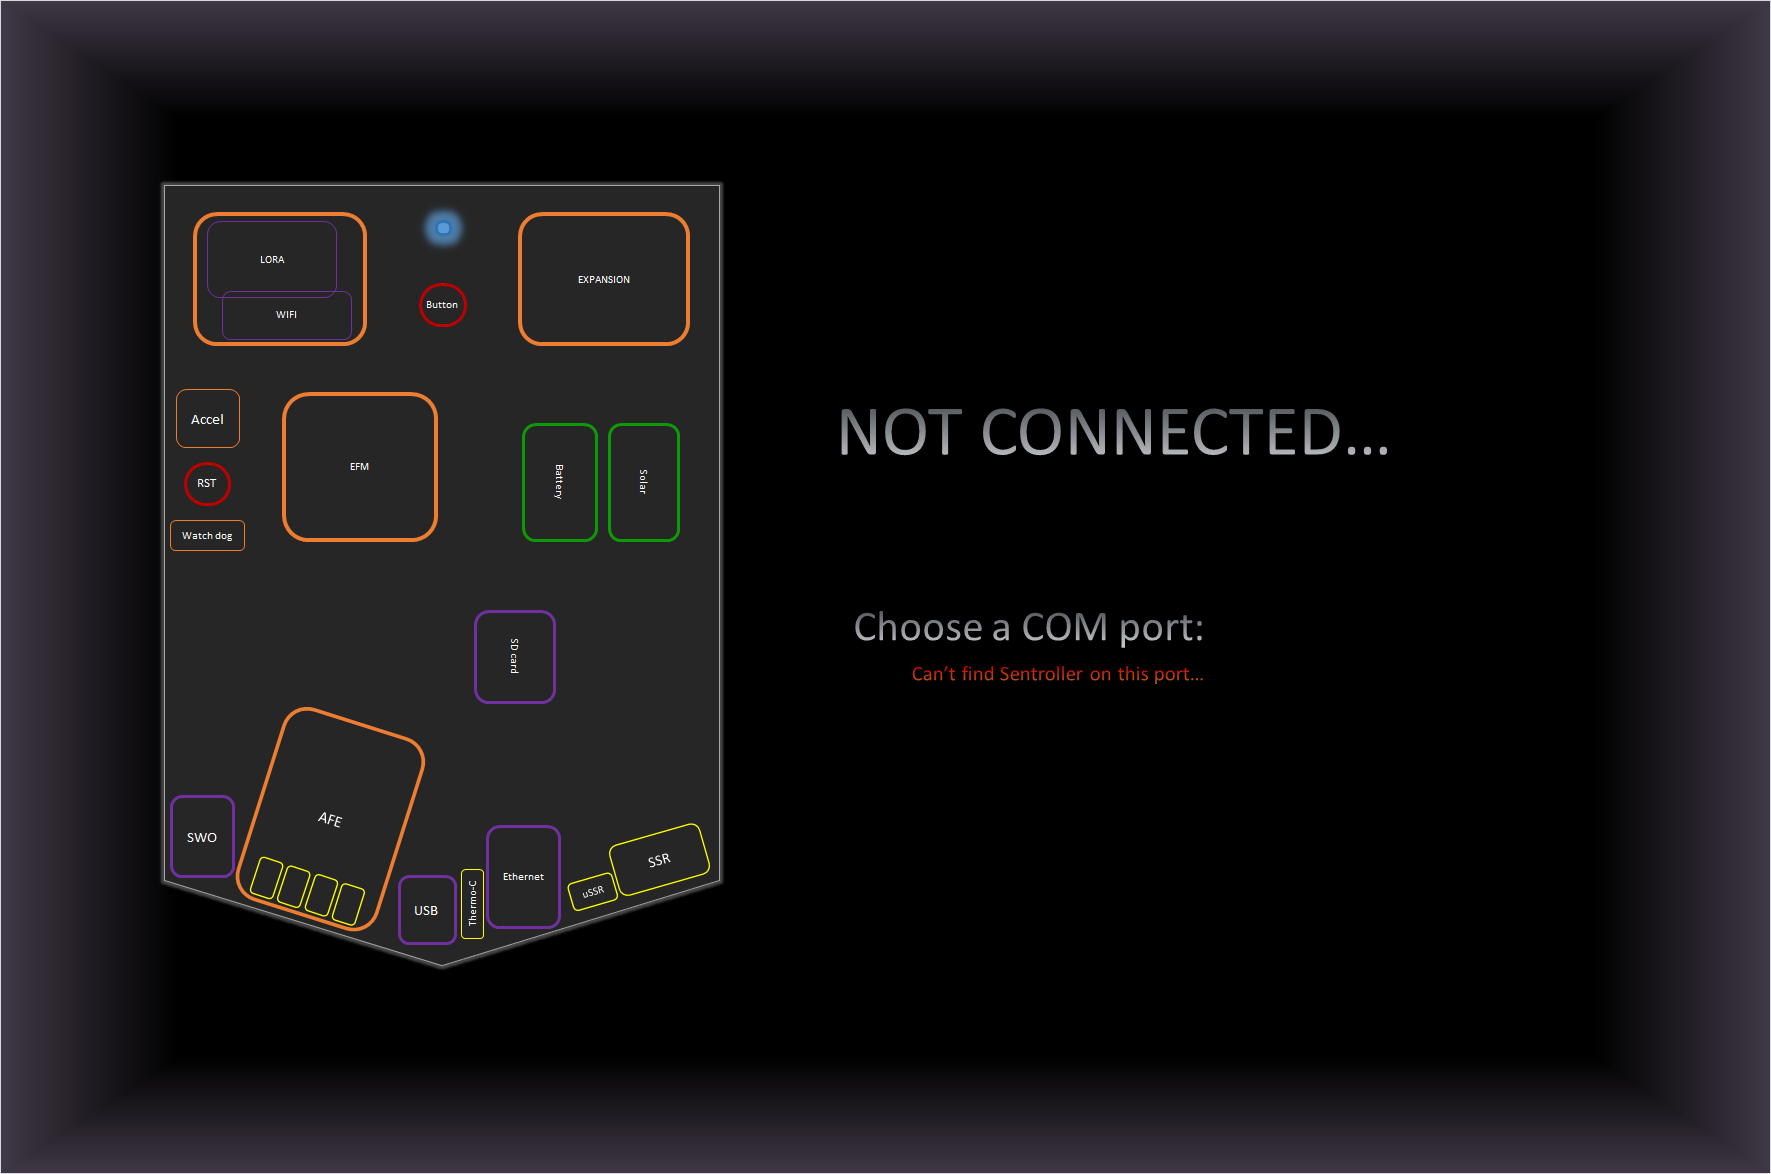 LORA
WIFI
Button
EXPANSION
Accel
RST
Watch dog
EFM
Battery
Solar
NOT CONNECTED...
SD card
Choose a COM port:
Can't find Sentroller on this port...
SWO
AFE
USB
Thermo-C
Ethernet
uSSR
SSR